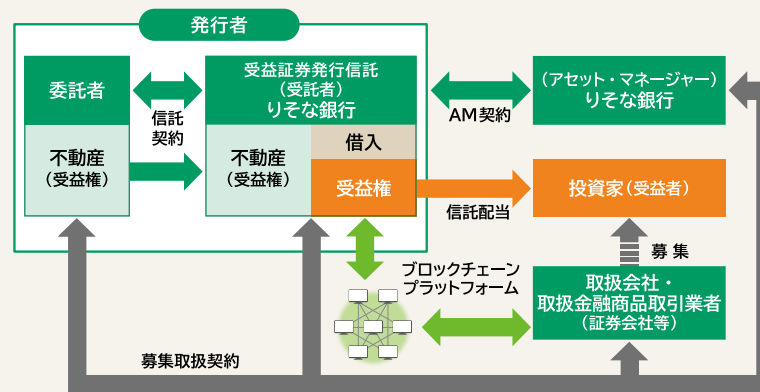 発行者
委託者
不動産
（受益権）
信託
契約
受益証券発行信託
（受託者）
りそな銀行
不動産
（受益権）
借入
受益権
AM契約
（アセット・マネージャー）
りそな銀行
信託配当
投資家（受益者）
募集
ブロックチェーン
プラットフォーム
取扱会社・
取扱金融商品取引業者
（証券会社等）
募集取扱契約